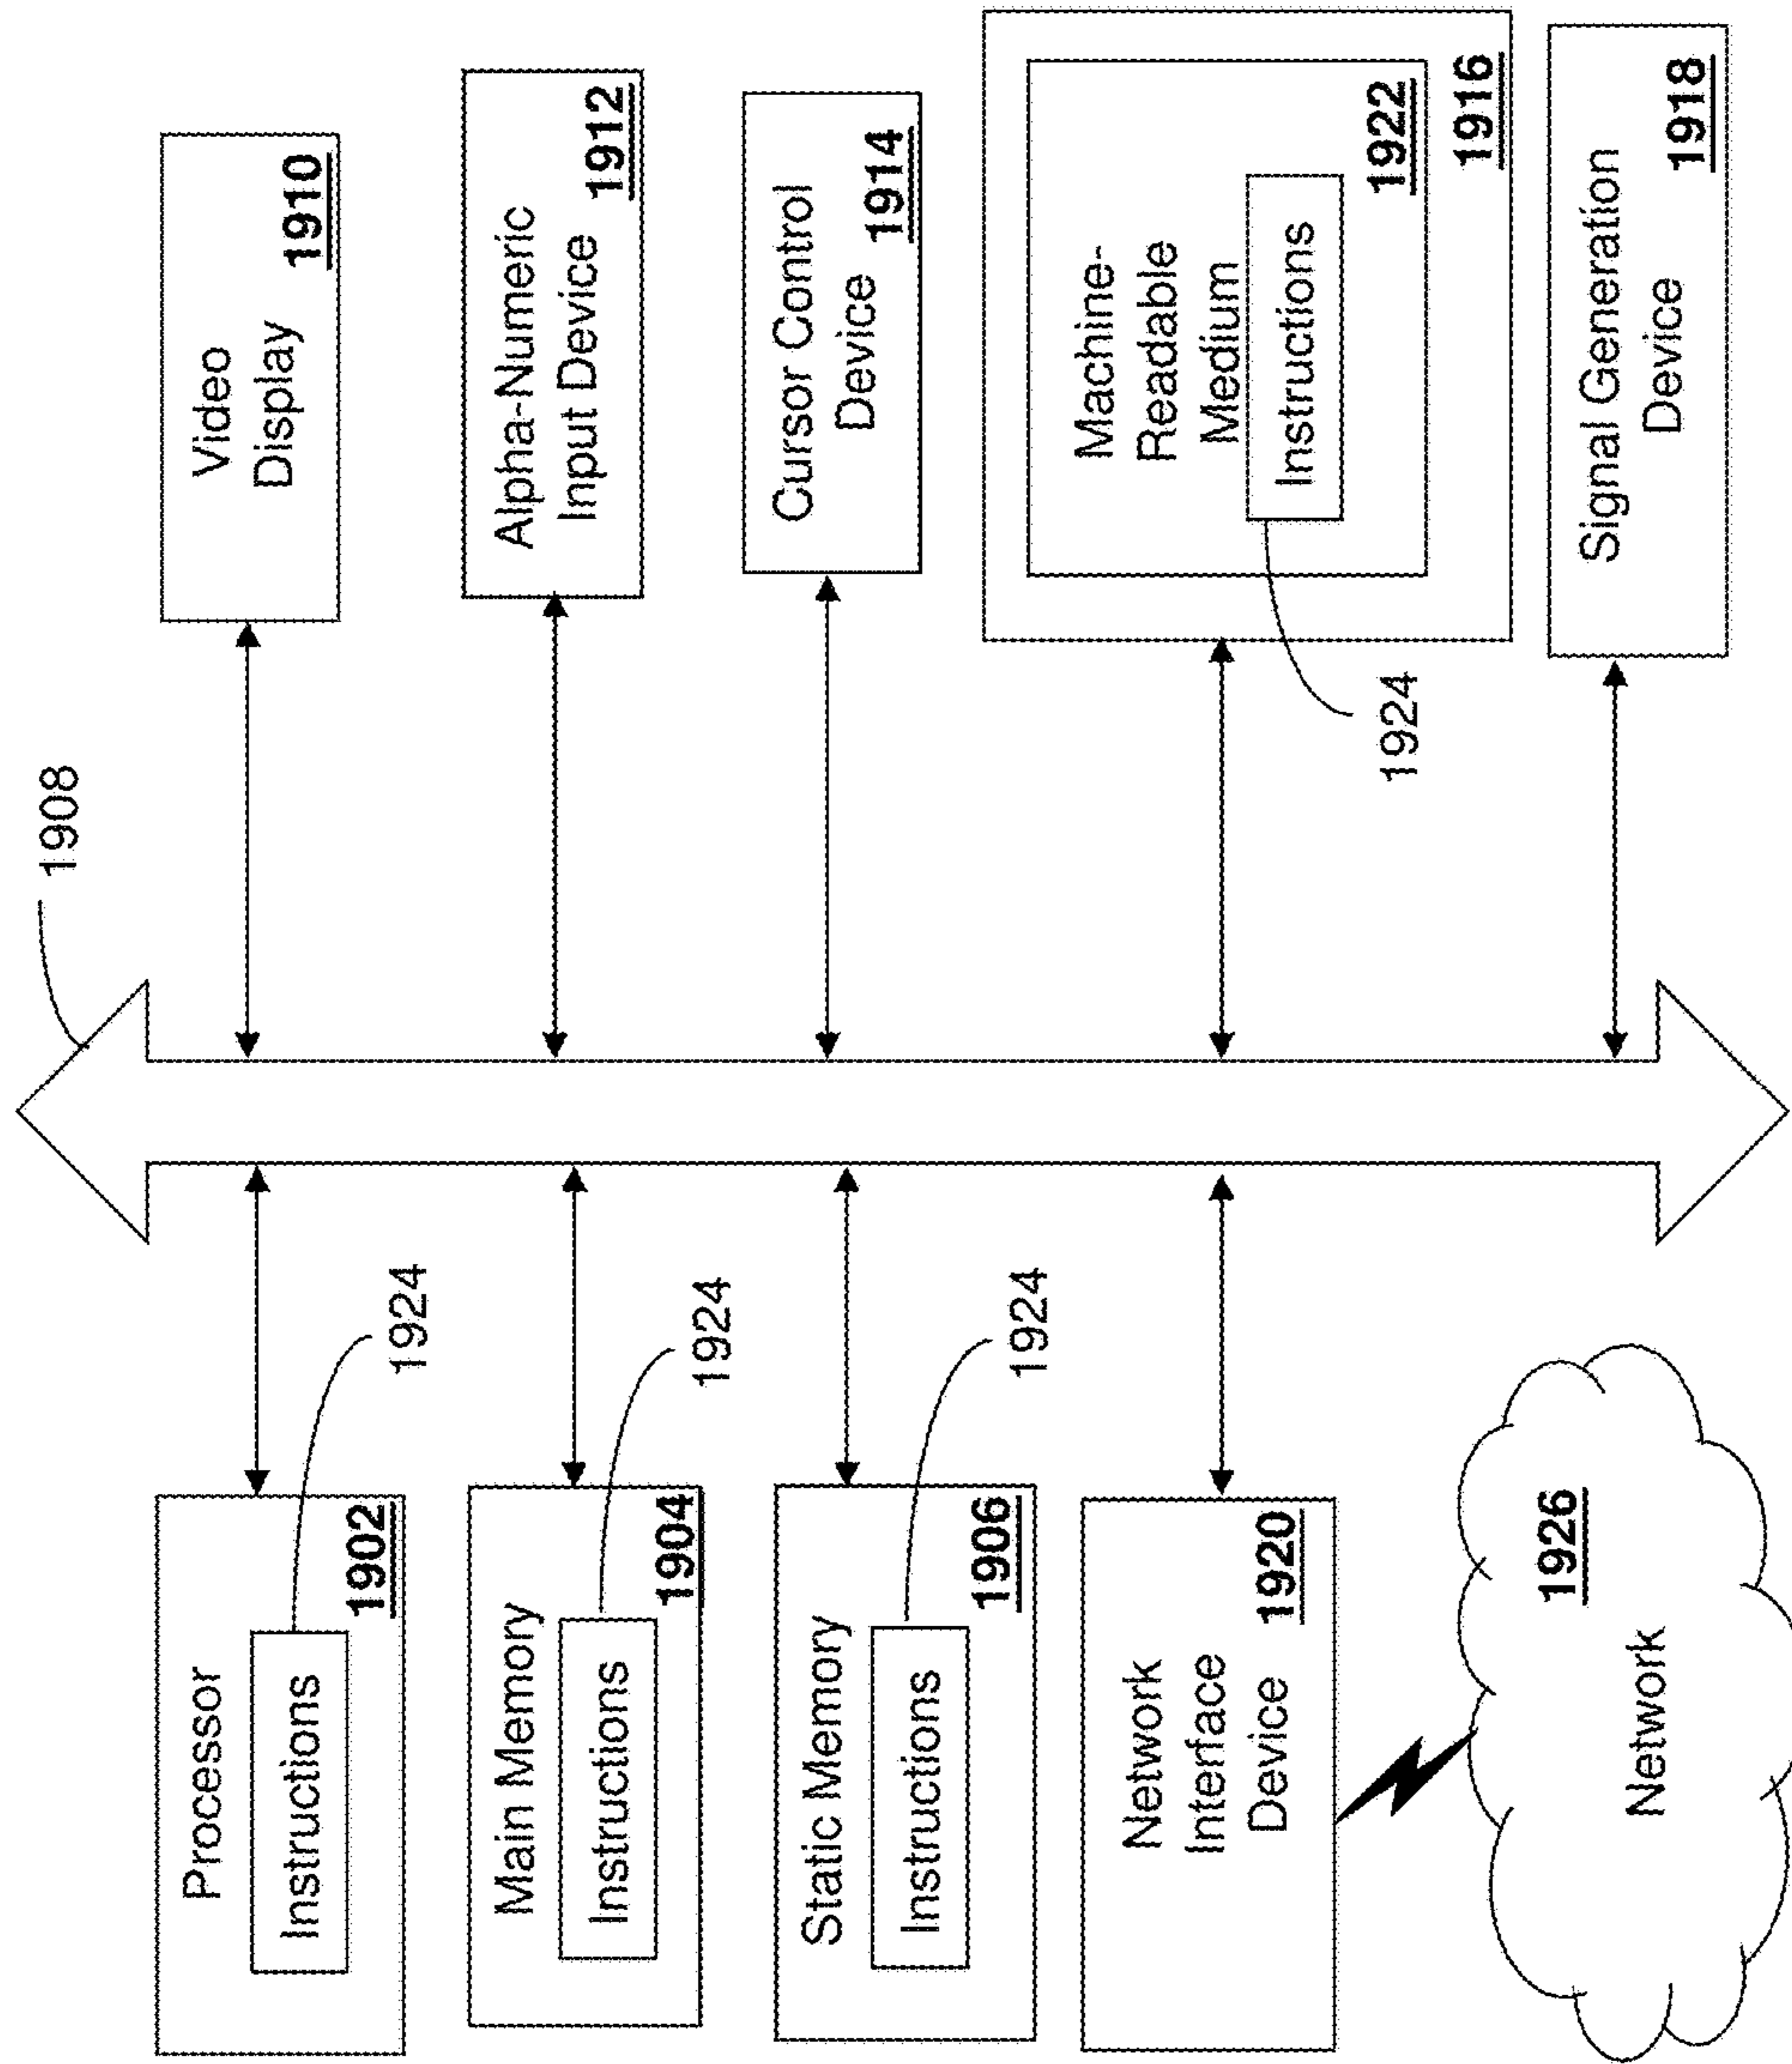 1908
Processor
Instructions
1902
1924
Main Memory
Instructions
1904
1924
Static Memory
Instructions
1906
1924
Network
Interface
Device
1920
1926
Network
Video
Display
1910
Alpha-Numeric
Input Device
1912
Cursor Control
Device
1914
Machine-
Readable
Medium
Instructions
1922
1916
1924
Signal Generation
Device
1918